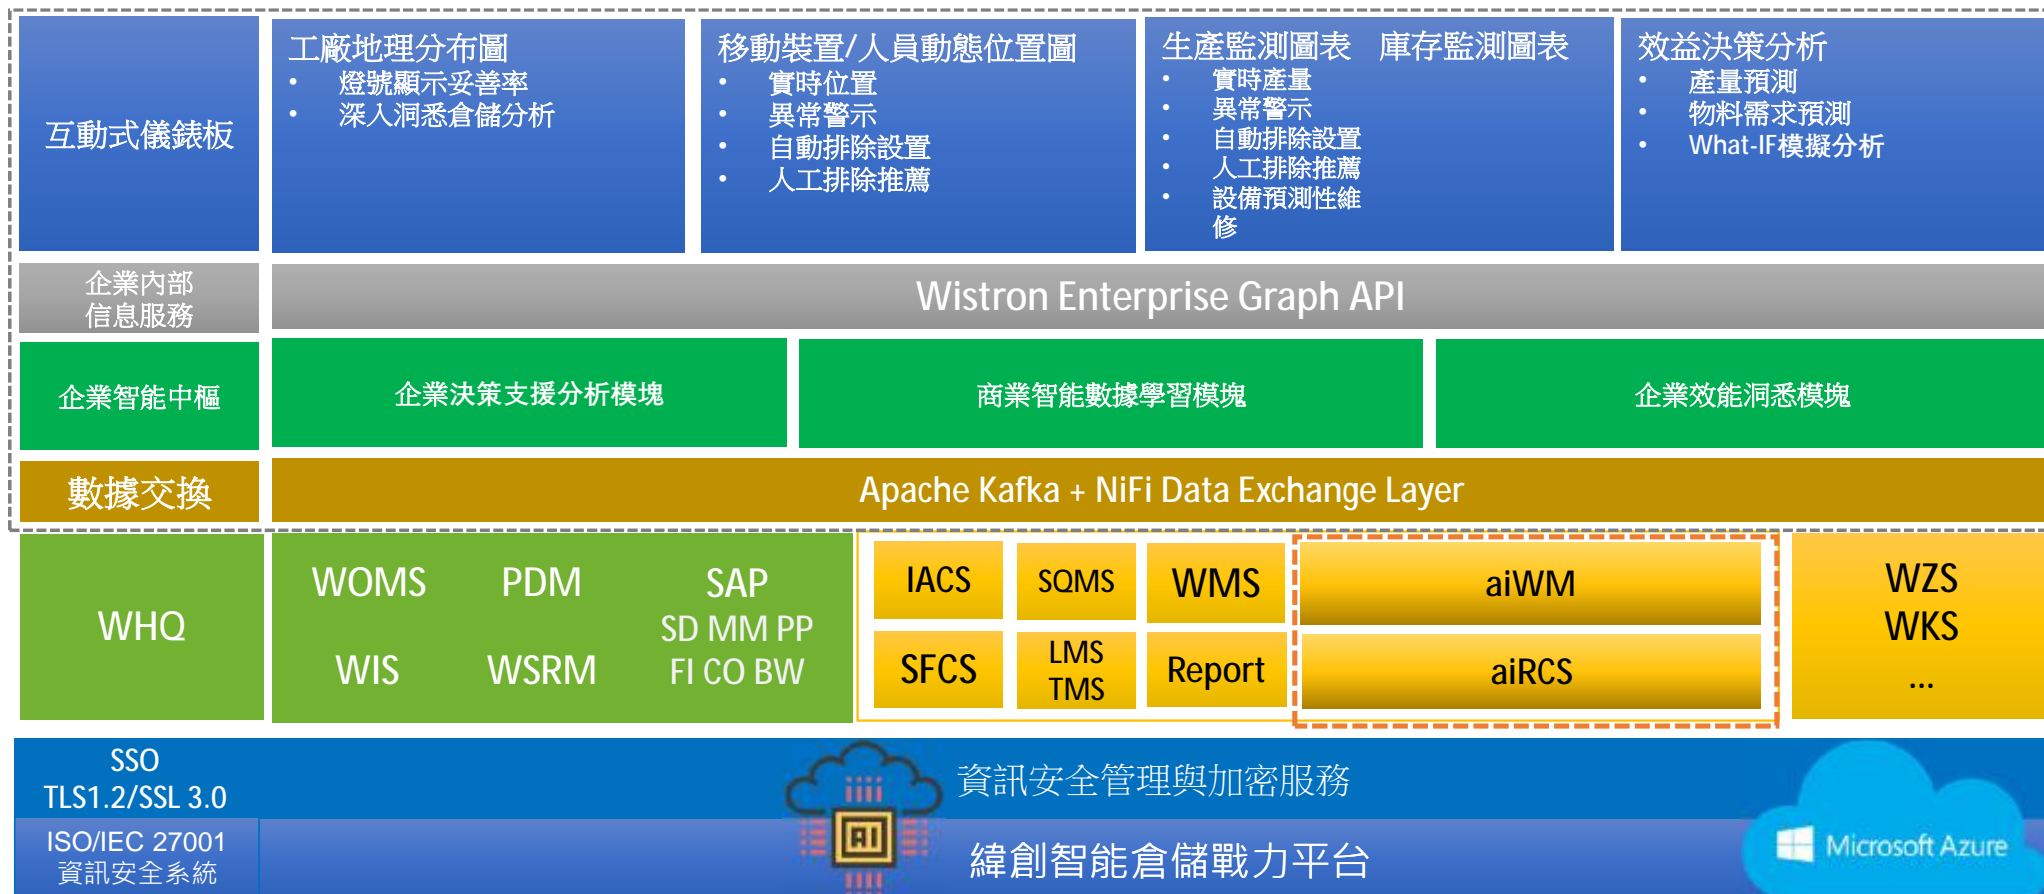 互動式儀錶板
工廠地理分布圖
• 燈號顯示妥善率
• 深入洞悉倉儲分析
移動裝置/人員動態位置圖
• 實時位置
• 異常警示
• 自動排除設置
• 人工排除推薦
生產監測圖表 庫存監測圖表
• 實時產量
• 異常警示
• 自動排除設置
• 人工排除推薦
• 設備預測性維
修
效益決策分析
• 產量預測
• 物料需求預測
• What-IF模擬分析
企業內部
信息服務
Wistron Enterprise Graph API
企業智能中樞
企業決策支援分析模塊
商業智能數據學習模塊
企業效能洞悉模塊
數據交換
Apache Kafka + NiFi Data Exchange Layer
WHQ
WOMS PDM SAP
SD MM PP
WIS WSRM FI CO BW
IACS SQMS WMS aiWM
SFCS LMS
TMS Report aiRCS
WZS
WKS
...
SSO
TLS1.2/SSL 3.0
資訊安全管理與加密服務
ISO/IEC 27001
資訊安全系統
AI
緯創智能倉儲戰力平台
Microsoft Azure